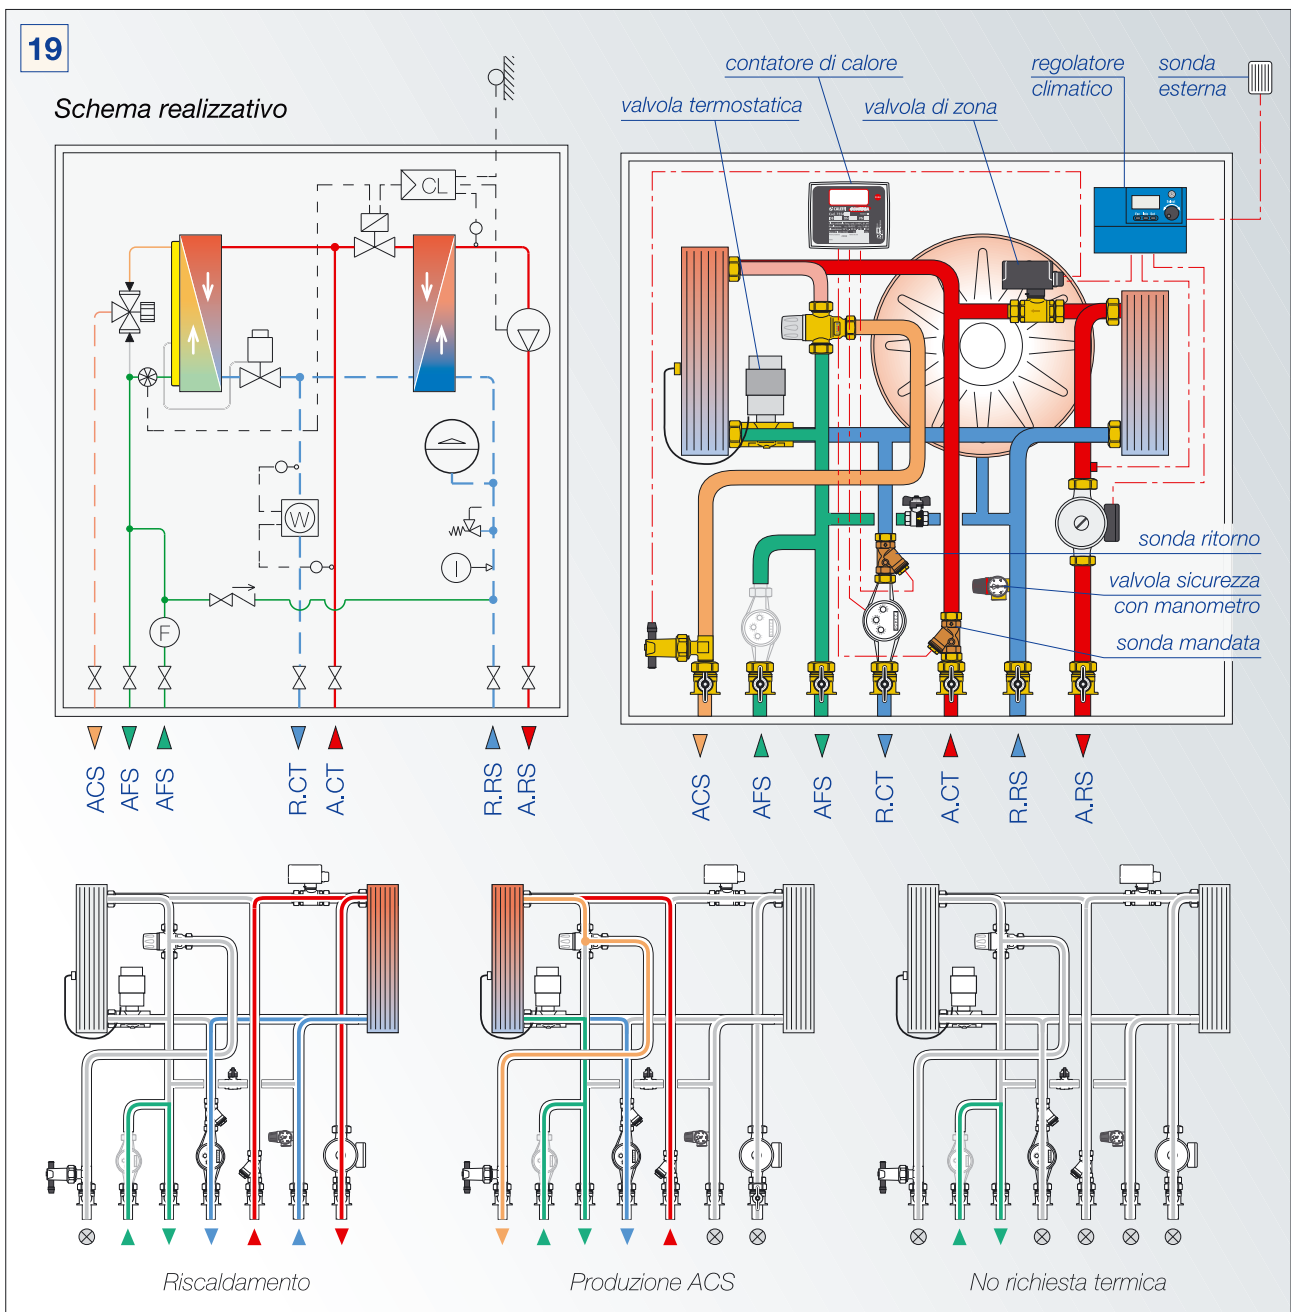 19
Schema realizzativo
CL
W
F
I
ACS
AFS
AFS
R.CT
A.CT
R.RS
A.RS
contatore di calore
valvola termostatica
valvola di zona
regolatore
climatico
sonda
esterna
sonda ritorno
valvola sicurezza
con manometro
sonda mandata
ACS
AFS
AFS
R.CT
A.CT
R.RS
A.RS
Riscaldamento
Produzione ACS
No richiesta termica